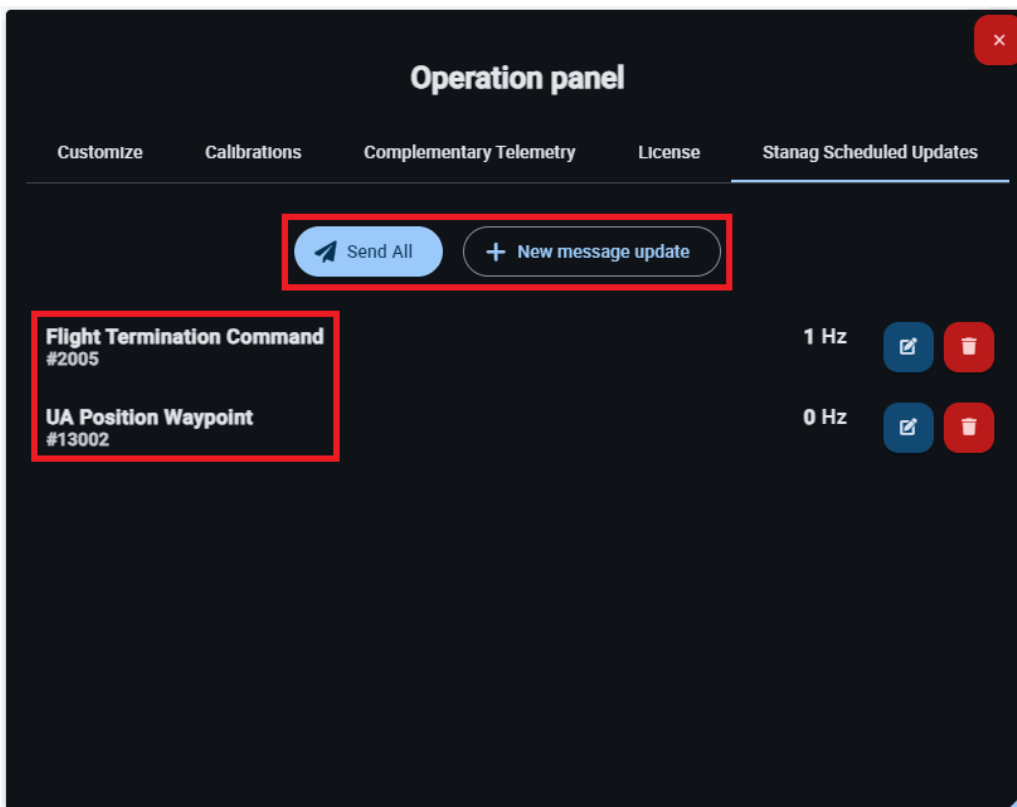 Operation panel
Customize Calibrations Complementary Telemetry License Stanag Scheduled Updates
Send All + New message update
Flight Termination Command 1 Hz
#2005
UA Position Waypoint 0 Hz
#13002